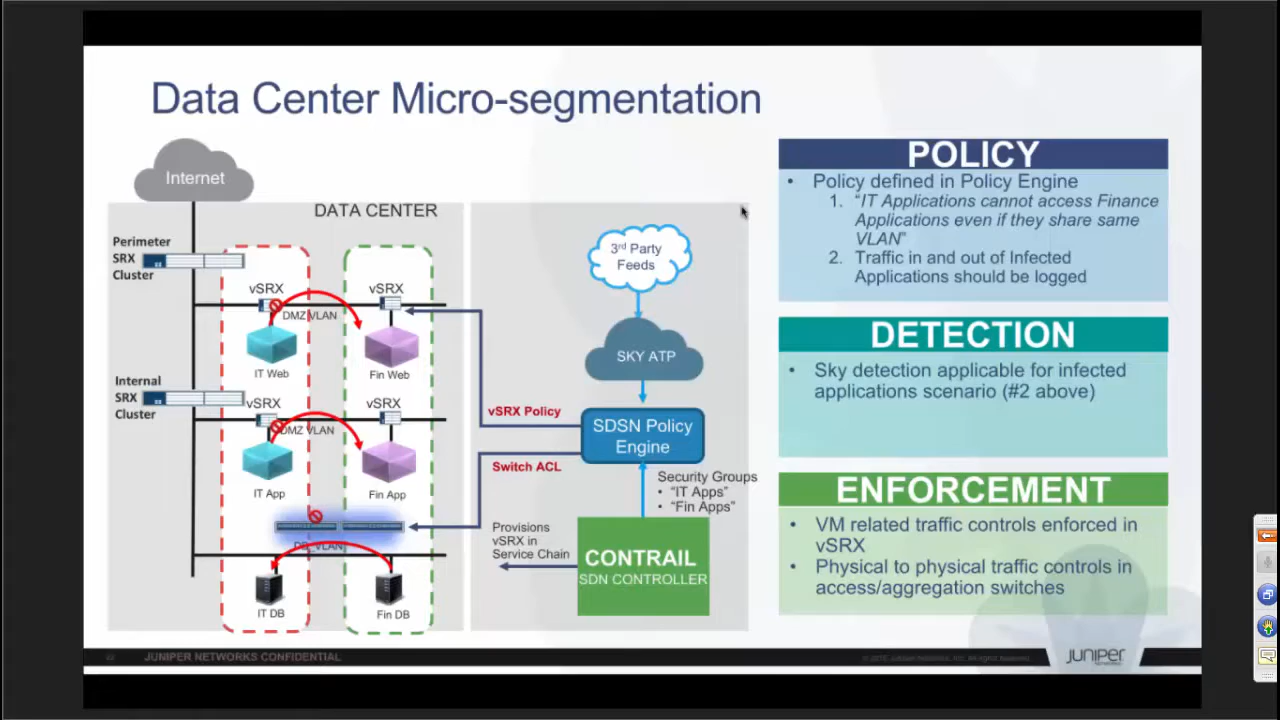 Data Center Micro-segmentation
Internet
DATA CENTER
Perimeter
SRX
Cluster
vSRX
vSRX
DMZ VLAN
IT Web
Fin Web
Internal
SRX
Cluster
vSRX
vSRX
DMZ VLAN
IT App
Fin App
DB_VLAN
IT DB
Fin DB
3rd Party
Feeds
SKY ATP
vSRX Policy
SDSN Policy
Engine
Switch ACL
Security Groups
• "IT Apps"
• "Fin Apps"
Provisions
vSRX in
Service Chain
CONTRAIL
SDN CONTROLLER
POLICY
• Policy defined in Policy Engine
1. "IT Applications cannot access Finance
Applications even if they share same
VLAN"
2. Traffic in and out of Infected
Applications should be logged
DETECTION
• Sky detection applicable for infected
applications scenario (#2 above)
ENFORCEMENT
• VM related traffic controls enforced in
vSRX
• Physical to physical traffic controls in
access/aggregation switches
JUNIPER NETWORKS CONFIDENTIAL
JUNIPER
NETWORKS